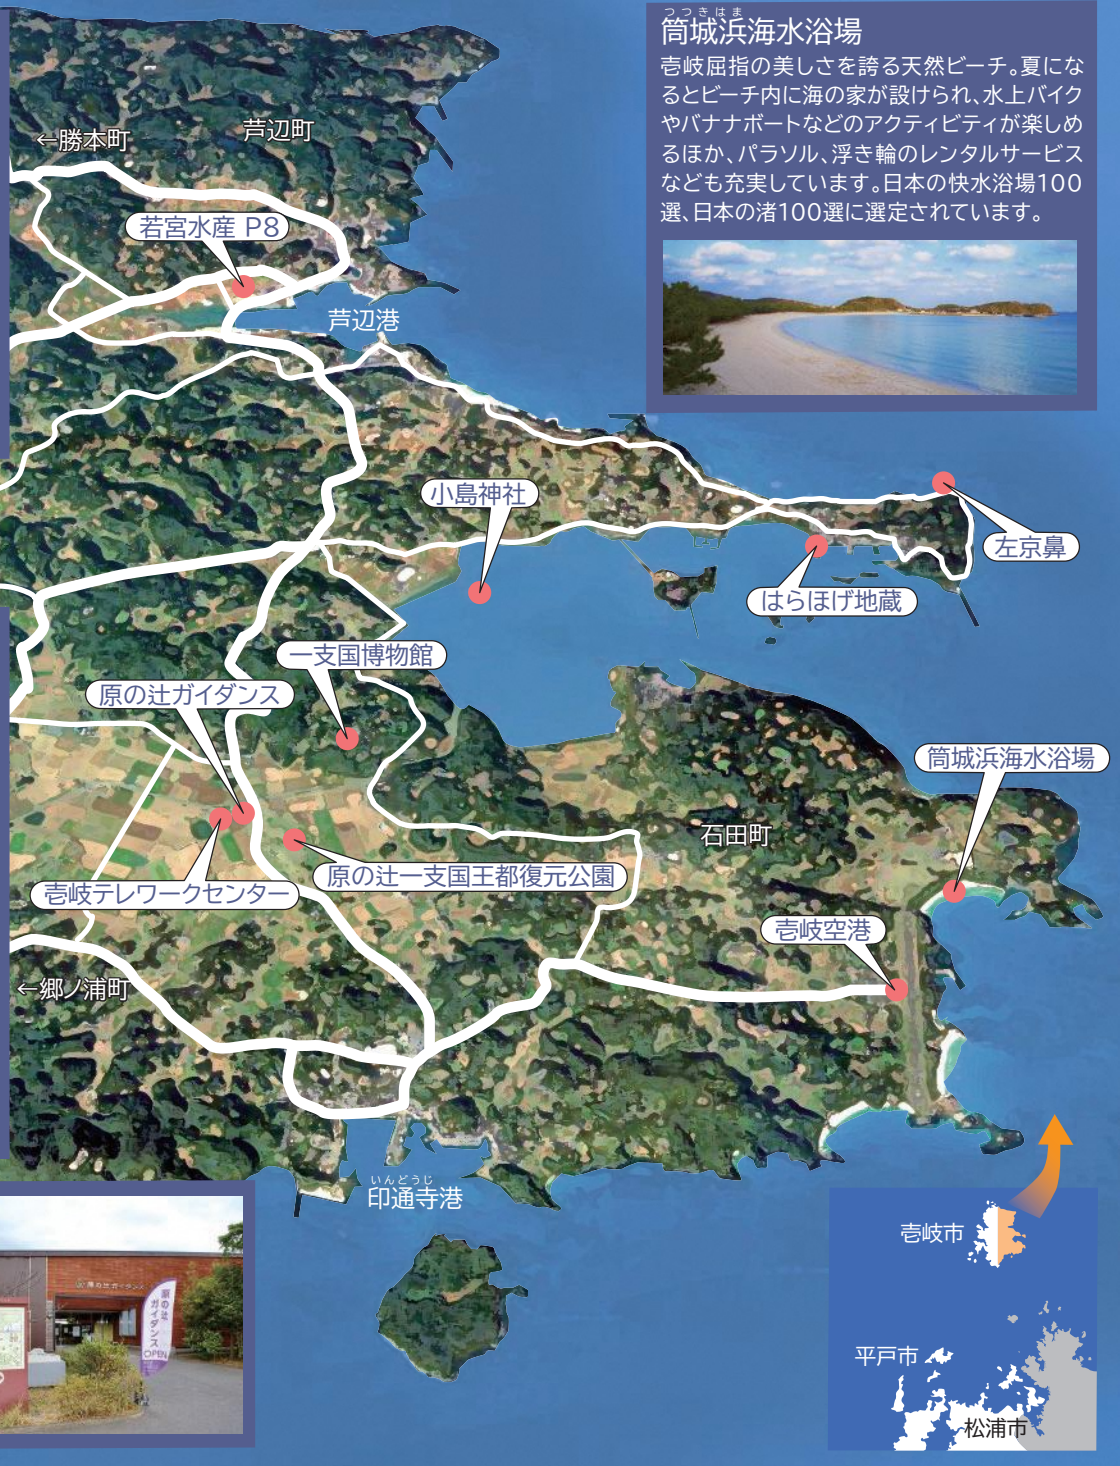 つつきはま
筒城浜海水浴場
壱岐屈指の美しさを誇る天然ビーチ。夏にな
るとビーチ内に海の家が設けられ、水上バイク
やバナナボートなどのアクティビティが楽しめ
るほか、パラソル、浮き輪のレンタルサービス
なども充実しています。日本の快水浴場100
選、日本の渚100選に選定されています。
←勝本町
芦辺町
若宮水産 P8
芦辺港
小島神社
左京鼻
はらほげ地蔵
一支国博物館
原の辻ガイダンス
筒城浜海水浴場
石田町
原の辻一支国王都復元公園
壱岐テレワークセンター
壱岐空港
←郷ノ浦町
いんどうじ
印通寺港
原の辻ガイダンス
原の辻
ガイダンス
OPEN
壱岐市
平戸市
松浦市